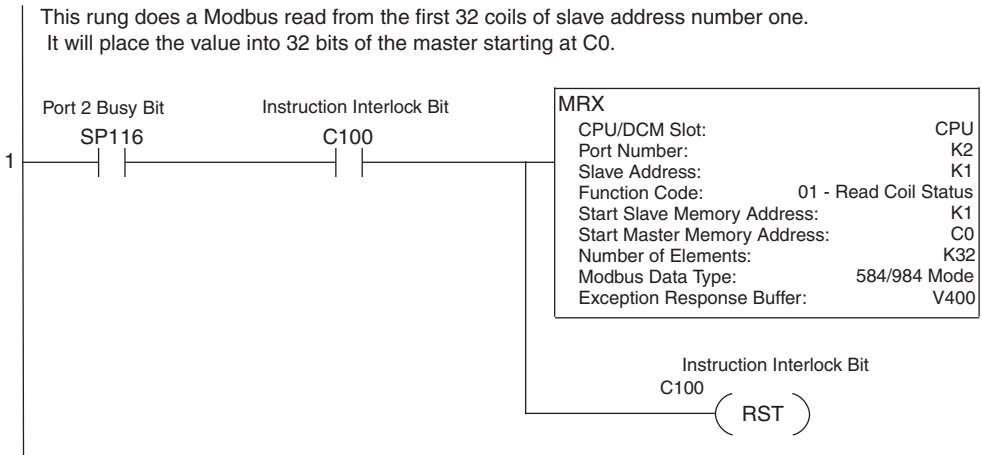 This rung does a Modbus read from the first 32 coils of slave address number one.
It will place the value into 32 bits of the master starting at C0.
Port 2 Busy Bit
Instruction Interlock Bit
SP116
C100
1
MRX
CPU/DCM Slot: CPU
Port Number: K2
Slave Address: K1
Function Code: 01 - Read Coil Status
Start Slave Memory Address: K1
Start Master Memory Address: C0
Number of Elements: K32
Modbus Data Type: 584/984 Mode
Exception Response Buffer: V400
Instruction Interlock Bit
C100
RST